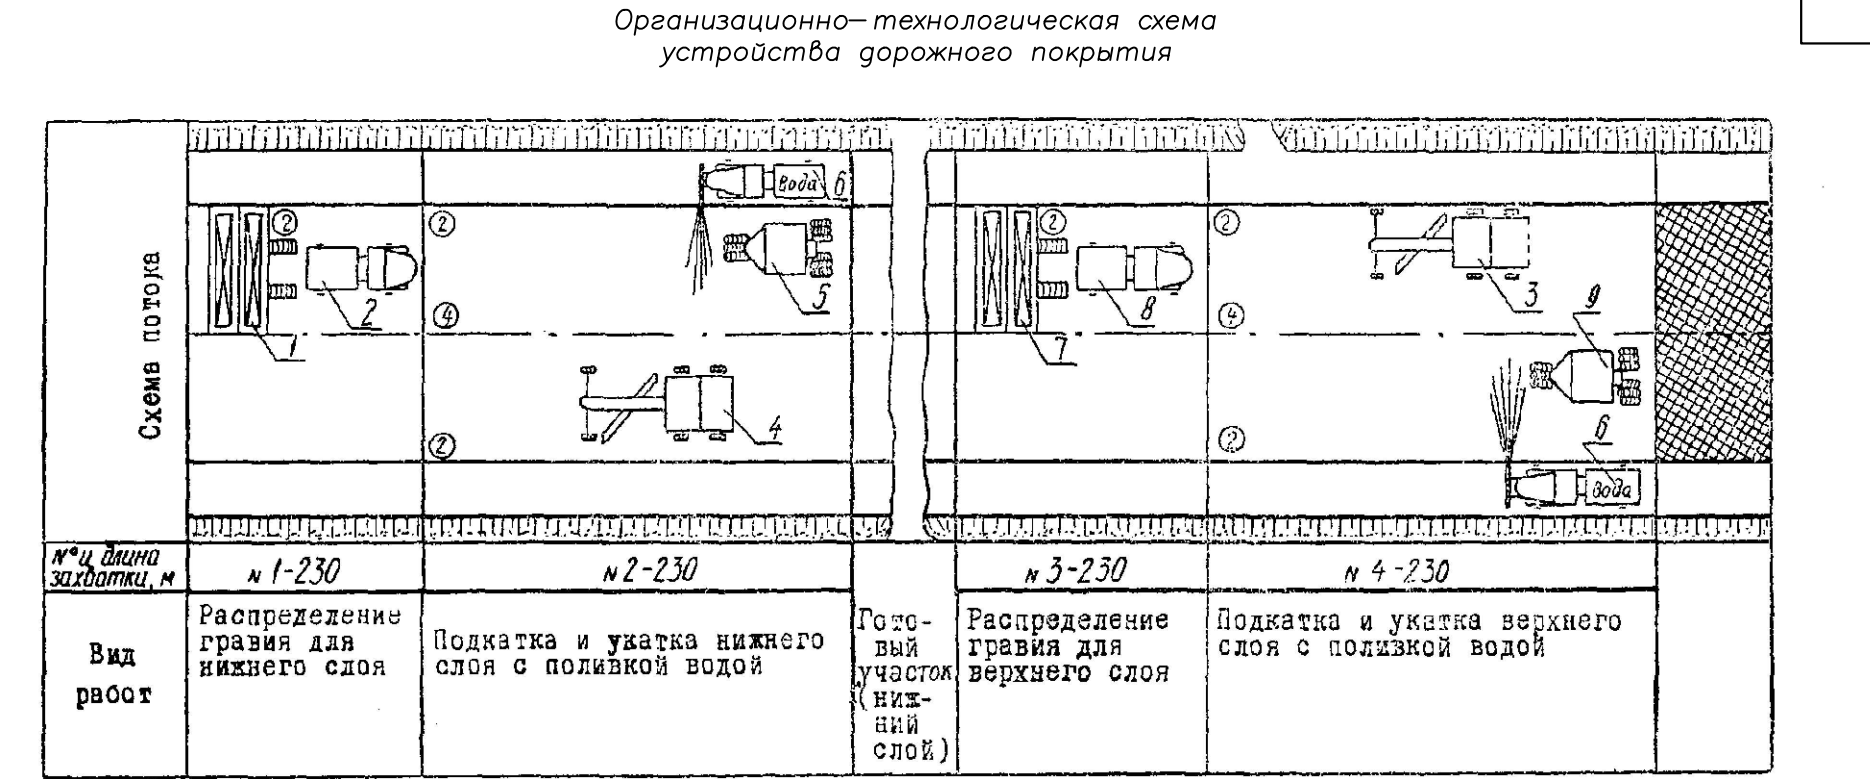 Организационно-технологическая схема
устройства дорожного покрытия
Схема потока
вода
6
2
2
1
2
4
2
5
4
2
7
8
2
4
2
3
9
6
вода
№ и длина
захватки, м
№ 1-230
№ 2-230
№ 3-230
№ 4-230
Вид
работ
Распределение
гравия для
нижнего слоя
Подкатка и укатка нижнего
слоя с поливкой водой
Гото-
вый
участок
(ниж-
ний
слой)
Распределение
гравия для
верхнего слоя
Подкатка и укатка верхнего
слоя с поливкой водой